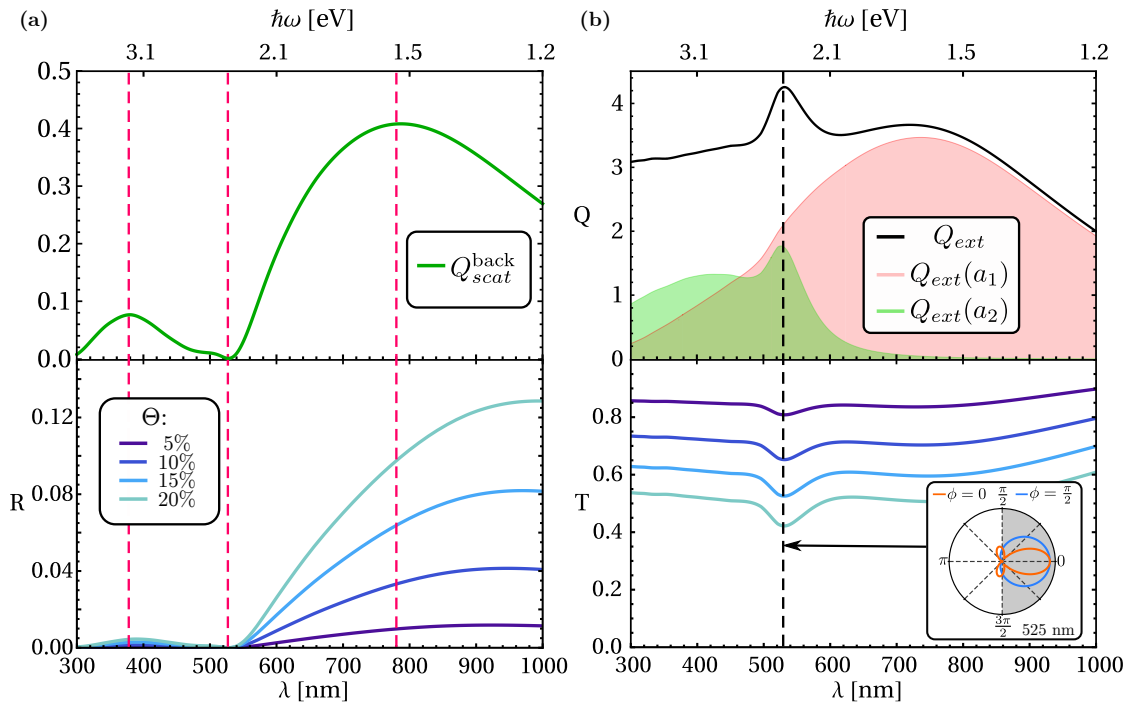 (a)
ħω [eV]
3.1 2.1 1.5 1.2
0.5
0.4
0.3
0.2
0.1
0.0
Q_scat^back
R
0.12
0.08
0.04
0.00
Θ:
5%
10%
15%
20%
300 400 500 600 700 800 900 1000
λ [nm]
(b)
ħω [eV]
3.1 2.1 1.5 1.2
4
3
Q
2
1
0
Q_ext
Q_ext(a_1)
Q_ext(a_2)
T
0.8
0.6
0.4
0.2
0.0
ϕ = 0 π/2 ϕ = π/2
π 0
3π/2 525 nm
300 400 500 600 700 800 900 1000
λ [nm]